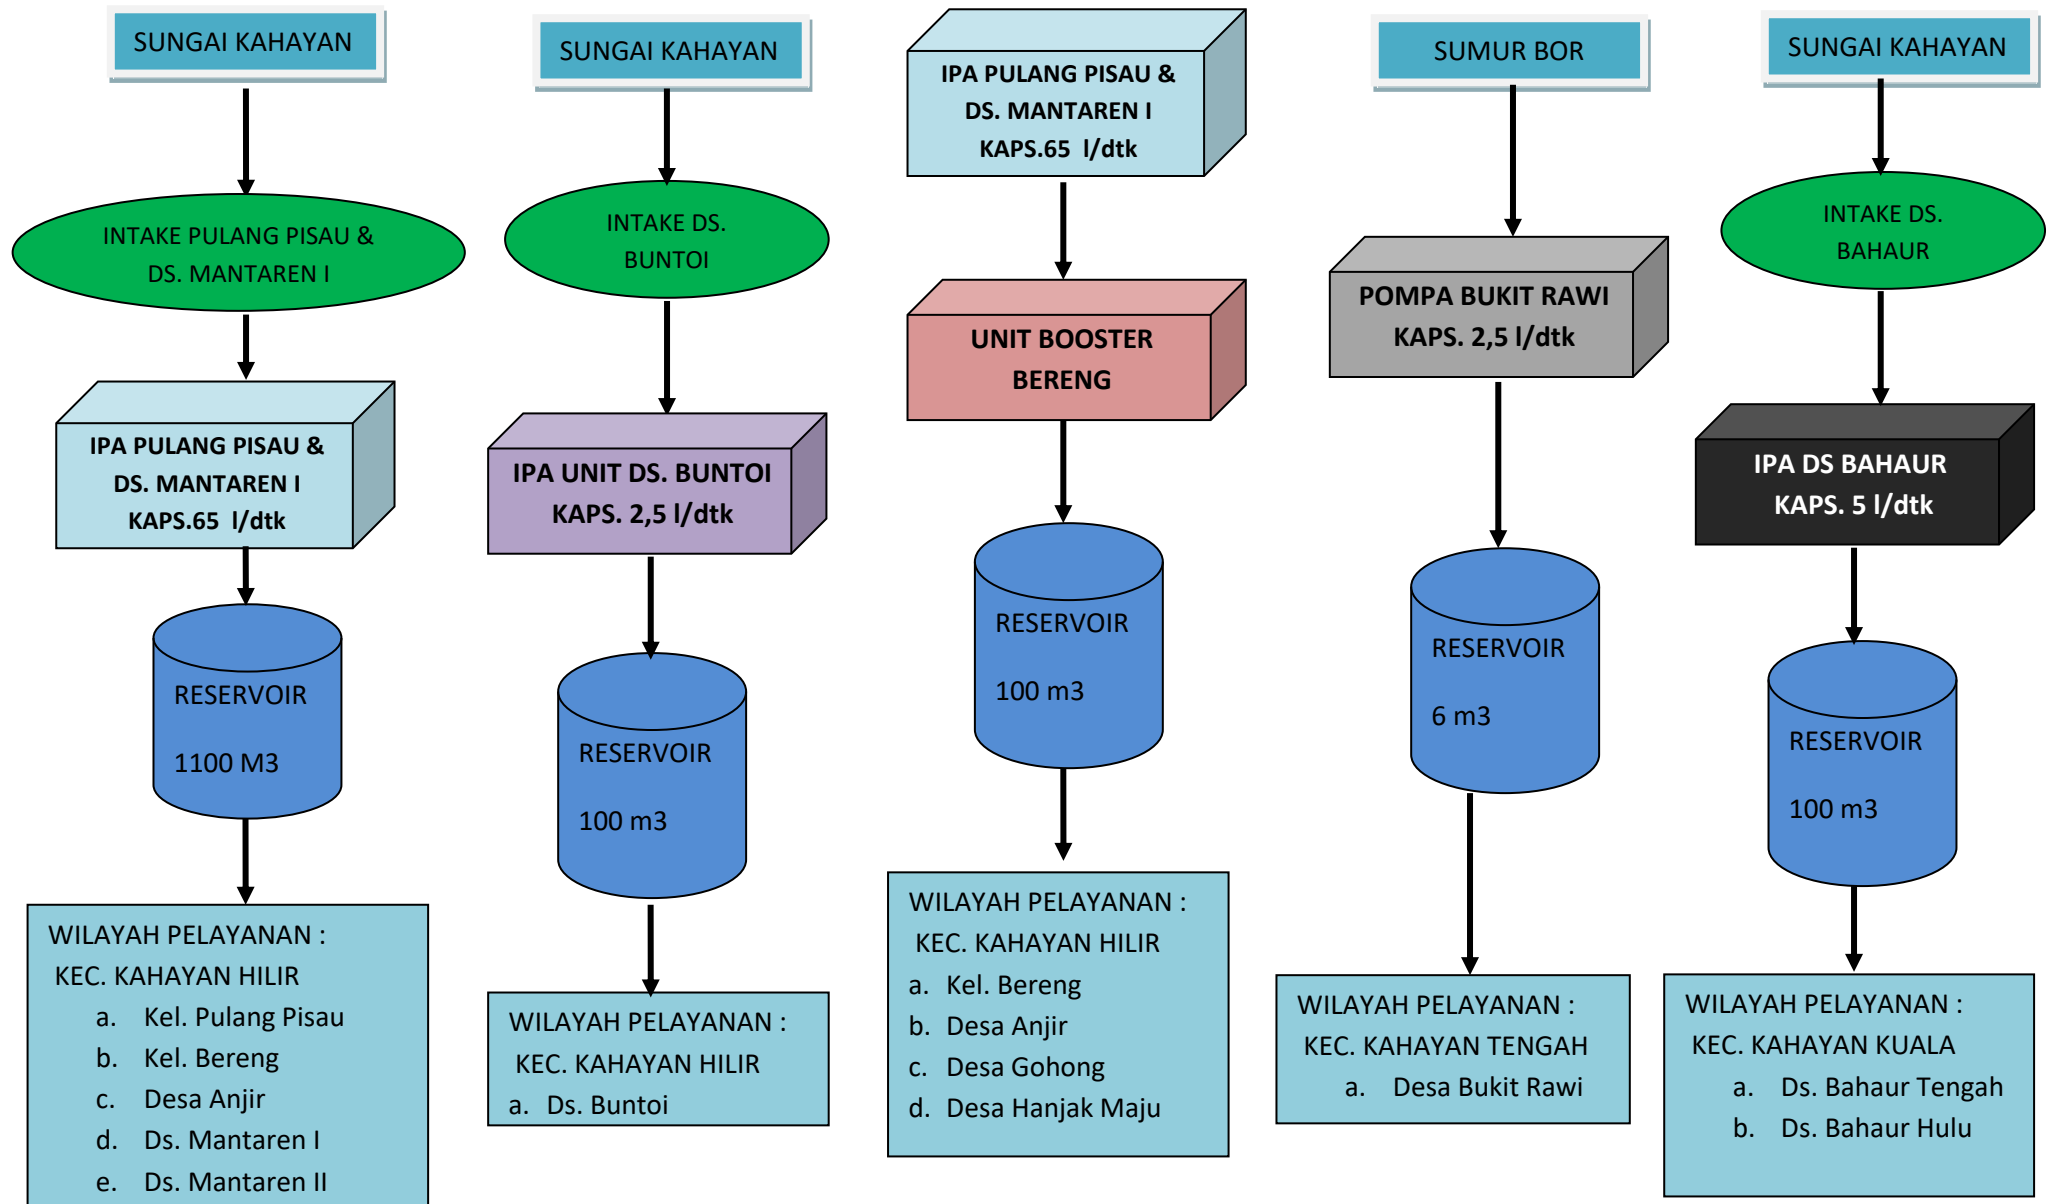 SUNGAI KAHAYAN
INTAKE PULANG PISAU &
DS. MANTAREN I
IPA PULANG PISAU &
DS. MANTAREN I
KAPS.65 l/dtk
RESERVOIR
1100 M3
WILAYAH PELAYANAN :
KEC. KAHAYAN HILIR
a. Kel. Pulang Pisau
b. Kel. Bereng
c. Desa Anjir
d. Ds. Mantaren I
e. Ds. Mantaren II
SUNGAI KAHAYAN
INTAKE DS.
BUNTOI
IPA UNIT DS. BUNTOI
KAPS. 2,5 l/dtk
RESERVOIR
100 m3
WILAYAH PELAYANAN :
KEC. KAHAYAN HILIR
a. Ds. Buntoi
IPA PULANG PISAU &
DS. MANTAREN I
KAPS.65 l/dtk
UNIT BOOSTER
BERENG
RESERVOIR
100 m3
WILAYAH PELAYANAN :
KEC. KAHAYAN HILIR
a. Kel. Bereng
b. Desa Anjir
c. Desa Gohong
d. Desa Hanjak Maju
SUMUR BOR
POMPA BUKIT RAWI
KAPS. 2,5 l/dtk
RESERVOIR
6 m3
WILAYAH PELAYANAN :
KEC. KAHAYAN TENGAH
a. Desa Bukit Rawi
SUNGAI KAHAYAN
INTAKE DS.
BAHAUR
IPA DS BAHAUR
KAPS. 5 l/dtk
RESERVOIR
100 m3
WILAYAH PELAYANAN :
KEC. KAHAYAN KUALA
a. Ds. Bahaur Tengah
b. Ds. Bahaur Hulu